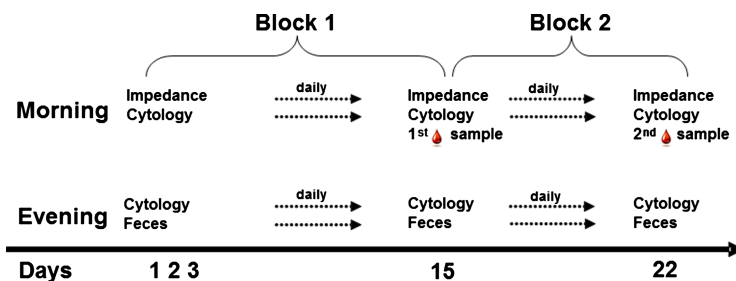 Block 1 Block 2
daily daily
Morning Impedance Impedance Impedance
Cytology Cytology Cytology
1st sample 2nd sample
daily daily
Evening Cytology Cytology Cytology
Feces Feces Feces
Days 1 2 3 15 22